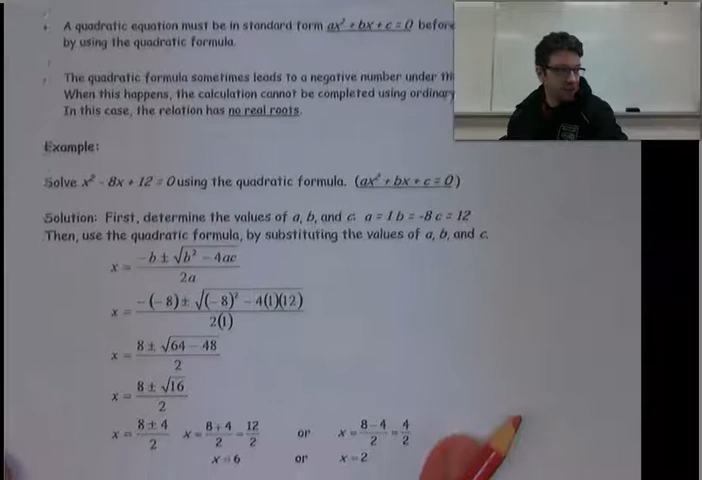 A quadratic equation must be in standard form ax² + bx + c = 0 before
by using the quadratic formula.
The quadratic formula sometimes leads to a negative number under
When this happens, the calculation cannot be completed using ordinary
In this case, the relation has no real roots.
Example:
Solve x² - 8x + 12 = 0 using the quadratic formula. (ax² + bx + c = 0)
Solution: First, determine the values of a, b, and c. a = 1 b = -8 c = 12
Then, use the quadratic formula, by substituting the values of a, b, and c.
x = (-b ± √(b² - 4ac)) / 2a
x = (-(-8) ± √((-8)² - 4(1)(12))) / 2(1)
x = (8 ± √(64 - 48)) / 2
x = (8 ± √16) / 2
x = (8 ± 4) / 2 x = (8 + 4) / 2 = 12 / 2 or x = (8 - 4) / 2 = 4 / 2
x = 6 or x = 2